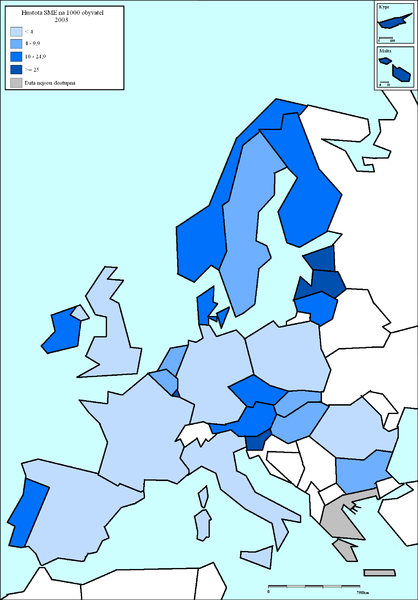 Hustota SME na 1000 obyvatel
2003
< 4
4 - 9,9
10 - 24,9
>= 25
Data nejsou dostupná
Kypr
Malta
0
700km